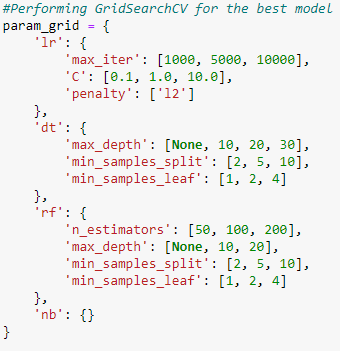 #Performing GridSearchCV for the best model
param_grid = {
    'lr': {
        'max_iter': [1000, 5000, 10000],
        'C': [0.1, 1.0, 10.0],
        'penalty': ['l2']
    },
    'dt': {
        'max_depth': [None, 10, 20, 30],
        'min_samples_split': [2, 5, 10],
        'min_samples_leaf': [1, 2, 4]
    },
    'rf': {
        'n_estimators': [50, 100, 200],
        'max_depth': [None, 10, 20],
        'min_samples_split': [2, 5, 10],
        'min_samples_leaf': [1, 2, 4]
    },
    'nb': {}
}